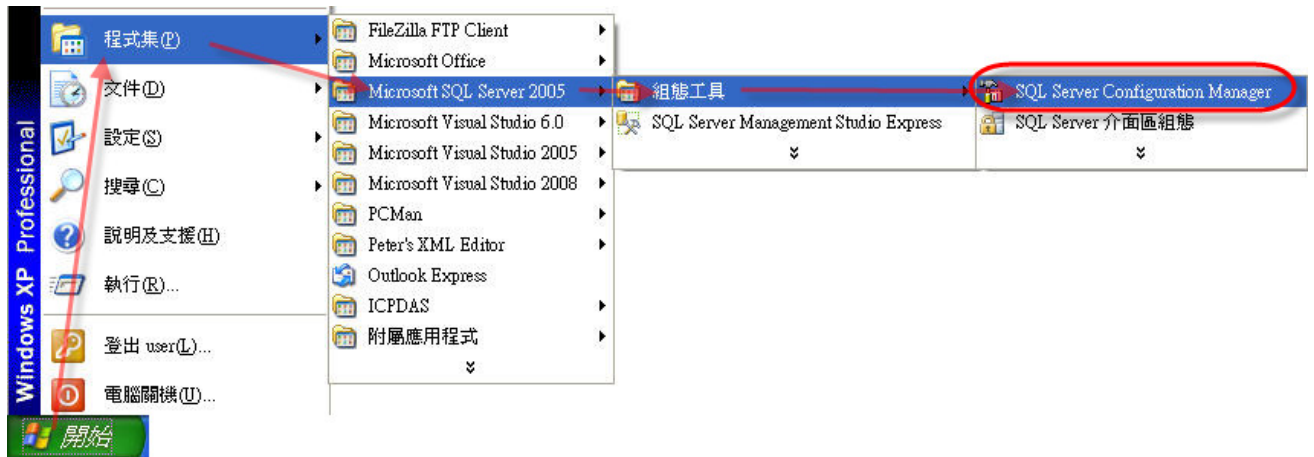 Windows XP Professional
程式集(P)
文件(D)
設定(S)
搜尋(C)
說明及支援(H)
執行(R)...
登出 user(L)...
電腦關機(U)...
開始
FileZilla FTP Client
Microsoft Office
Microsoft SQL Server 2005
Microsoft Visual Studio 6.0
Microsoft Visual Studio 2005
Microsoft Visual Studio 2008
PCMan
Peter's XML Editor
Outlook Express
ICPDAS
附屬應用程式
組態工具
SQL Server Management Studio Express
SQL Server Configuration Manager
SQL Server 介面區組態